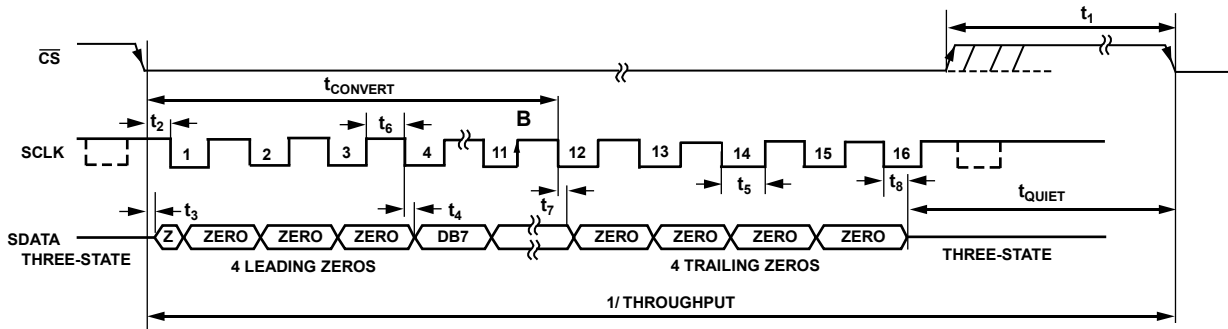 t1
CS
tCONVERT
t2 t6 B
SCLK 1 2 3 4 11 12 13 14 15 16
t5 t8
t3 t4 t7 tQUIET
SDATA Z ZERO ZERO ZERO DB7 ZERO ZERO ZERO ZERO
THREE-STATE 4 LEADING ZEROS 4 TRAILING ZEROS THREE-STATE
1/ THROUGHPUT